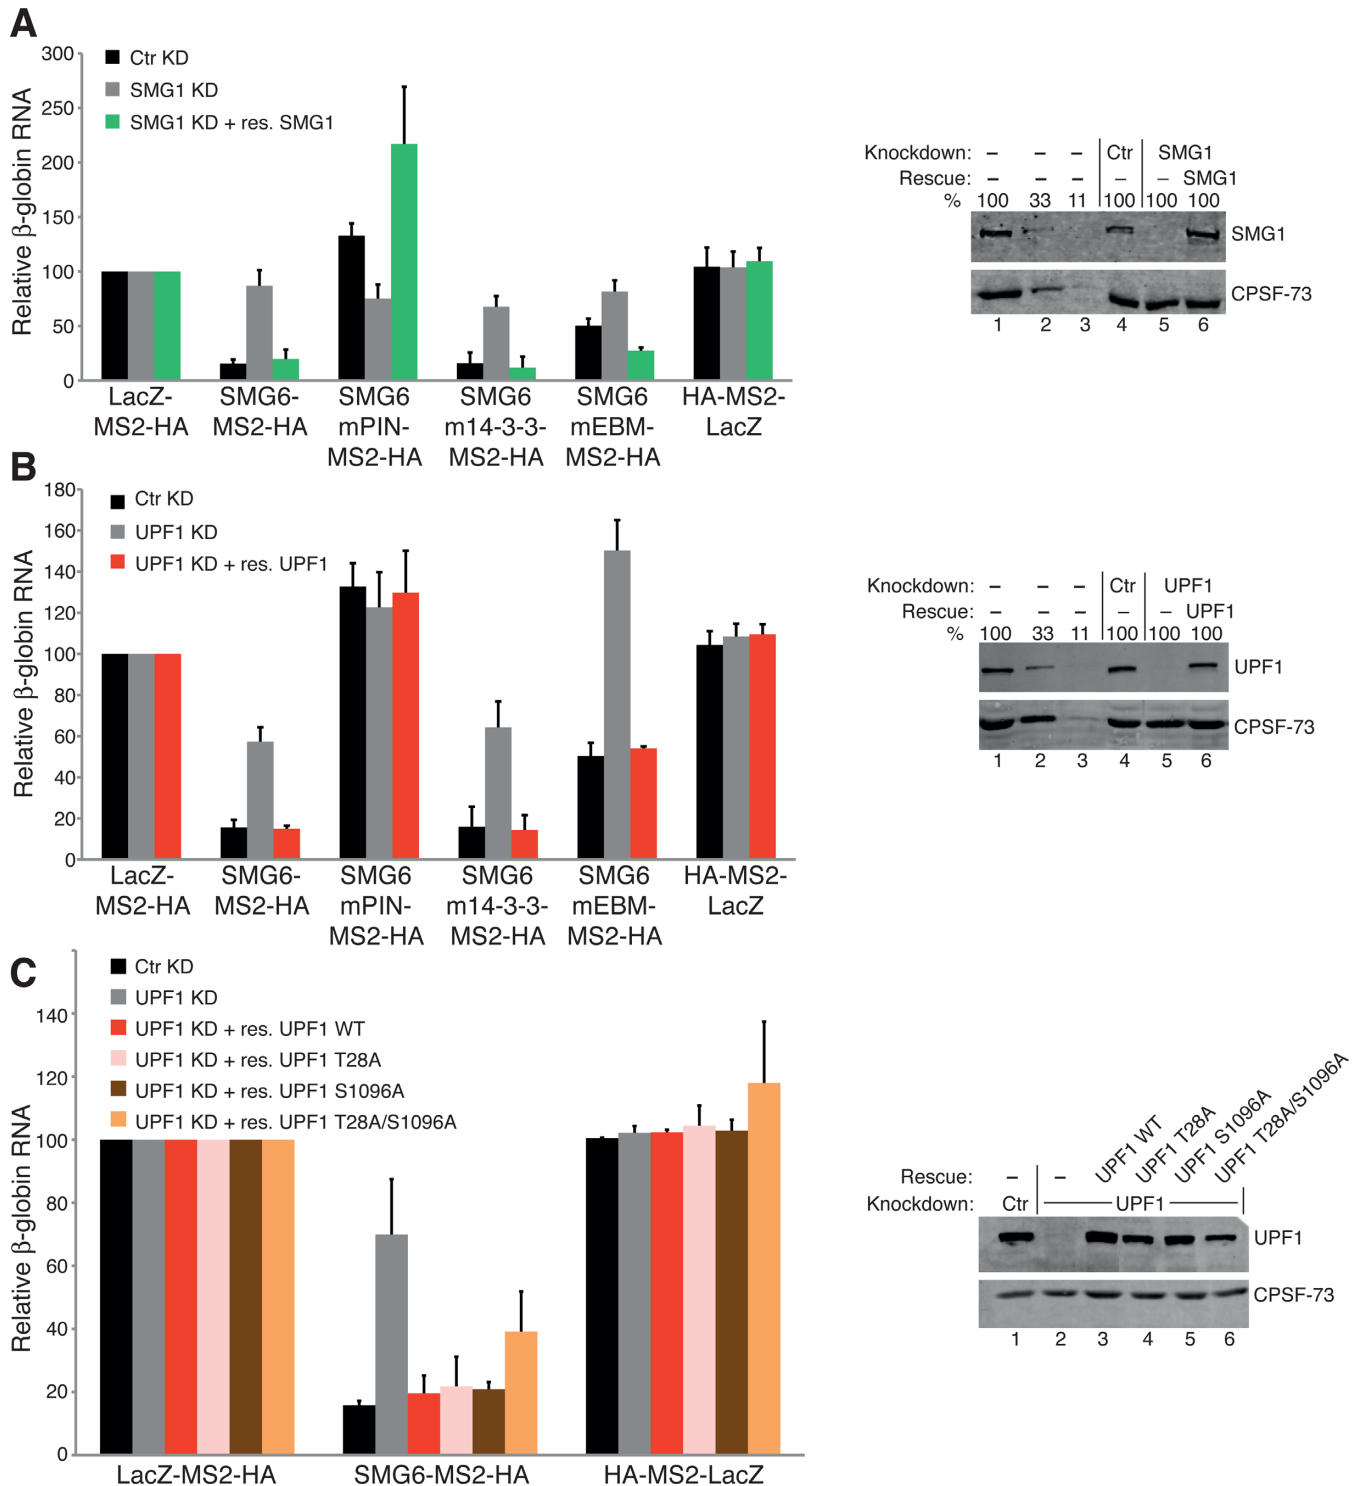 A
Relative β-globin RNA
300
250
200
150
100
50
0
Ctr KD
SMG1 KD
SMG1 KD + res. SMG1
LacZ- SMG6- SMG6 SMG6 SMG6 HA-MS2-
MS2-HA MS2-HA mPIN- m14-3-3- mEBM- LacZ
MS2-HA MS2-HA MS2-HA
Knockdown: – – – Ctr SMG1
Rescue: – – – – – SMG1
% 100 33 11 100 100 100
SMG1
CPSF-73
1 2 3 4 5 6
B
Relative β-globin RNA
180
160
140
120
100
80
60
40
20
0
Ctr KD
UPF1 KD
UPF1 KD + res. UPF1
LacZ- SMG6- SMG6 SMG6 SMG6 HA-MS2-
MS2-HA MS2-HA mPIN- m14-3-3- mEBM- LacZ
MS2-HA MS2-HA MS2-HA
Knockdown: – – – Ctr UPF1
Rescue: – – – – – UPF1
% 100 33 11 100 100 100
UPF1
CPSF-73
1 2 3 4 5 6
C
Relative β-globin RNA
140
120
100
80
60
40
20
0
Ctr KD
UPF1 KD
UPF1 KD + res. UPF1 WT
UPF1 KD + res. UPF1 T28A
UPF1 KD + res. UPF1 S1096A
UPF1 KD + res. UPF1 T28A/S1096A
LacZ-MS2-HA SMG6-MS2-HA HA-MS2-LacZ
Rescue: – – UPF1 WT UPF1 T28A UPF1 S1096A UPF1 T28A/S1096A
Knockdown: Ctr UPF1
UPF1
CPSF-73
1 2 3 4 5 6